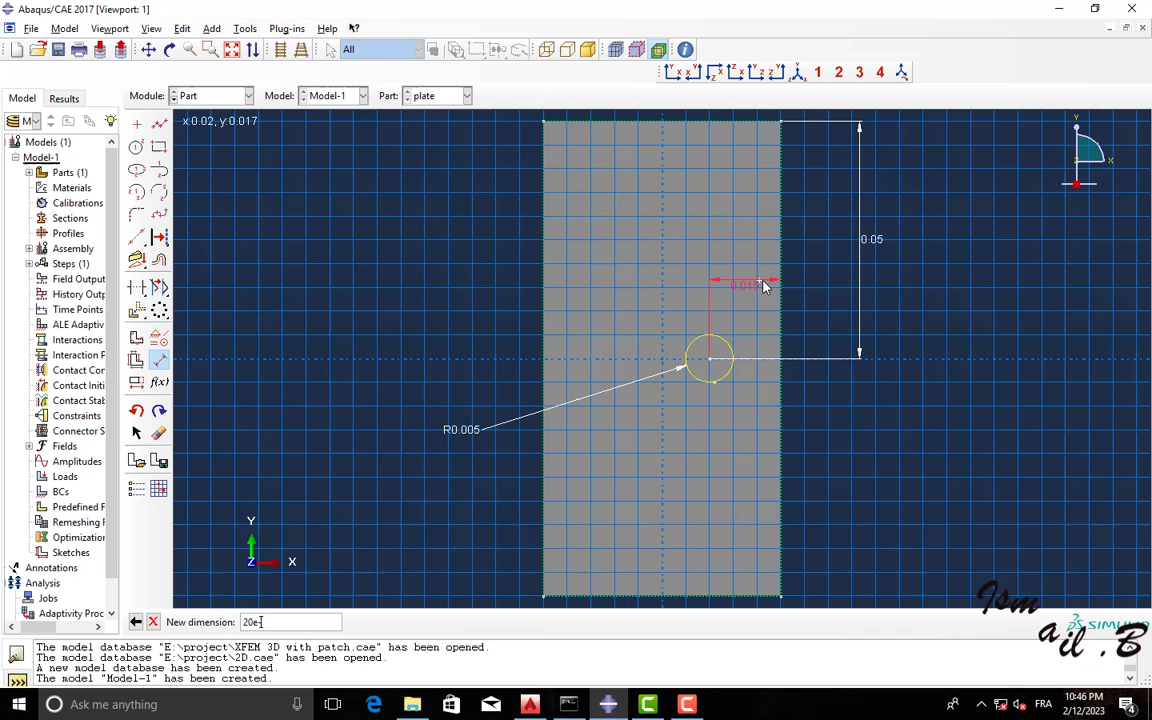 Abaqus/CAE 2017 [Viewport: 1]
File Model Viewport View Edit Add Tools Plug-ins
All
1 2 3 4
Model Results Module: Part Model: Model-1 Part: plate
x:0.02, y:0.017
Models (1)
Model-1
Parts (1)
Materials
Calibrations
Sections
Profiles
Assembly
Steps (1)
Field Output
History Outp
Time Points
ALE Adaptiv
Interactions
Interaction P
Contact Con
Contact Initi
Contact Stab
Constraints
Connector S
Fields
Amplitudes
Loads
BCs
Predefined F
Remeshing F
Optimization
Sketches
Annotations
Analysis
Jobs
Adaptivity Proc
f(x)
0.05
R0.005
Y
Z X
Y
X
New dimension: 20e-
Ism
a il .B
The model database "E:\project\XFEM 3D with patch.cae" has been opened.
The model database "E:\project\2D.cae" has been opened.
A new model database has been created.
The model "Model-1" has been created.
Ask me anything
FRA
10:46 PM
2/12/2023